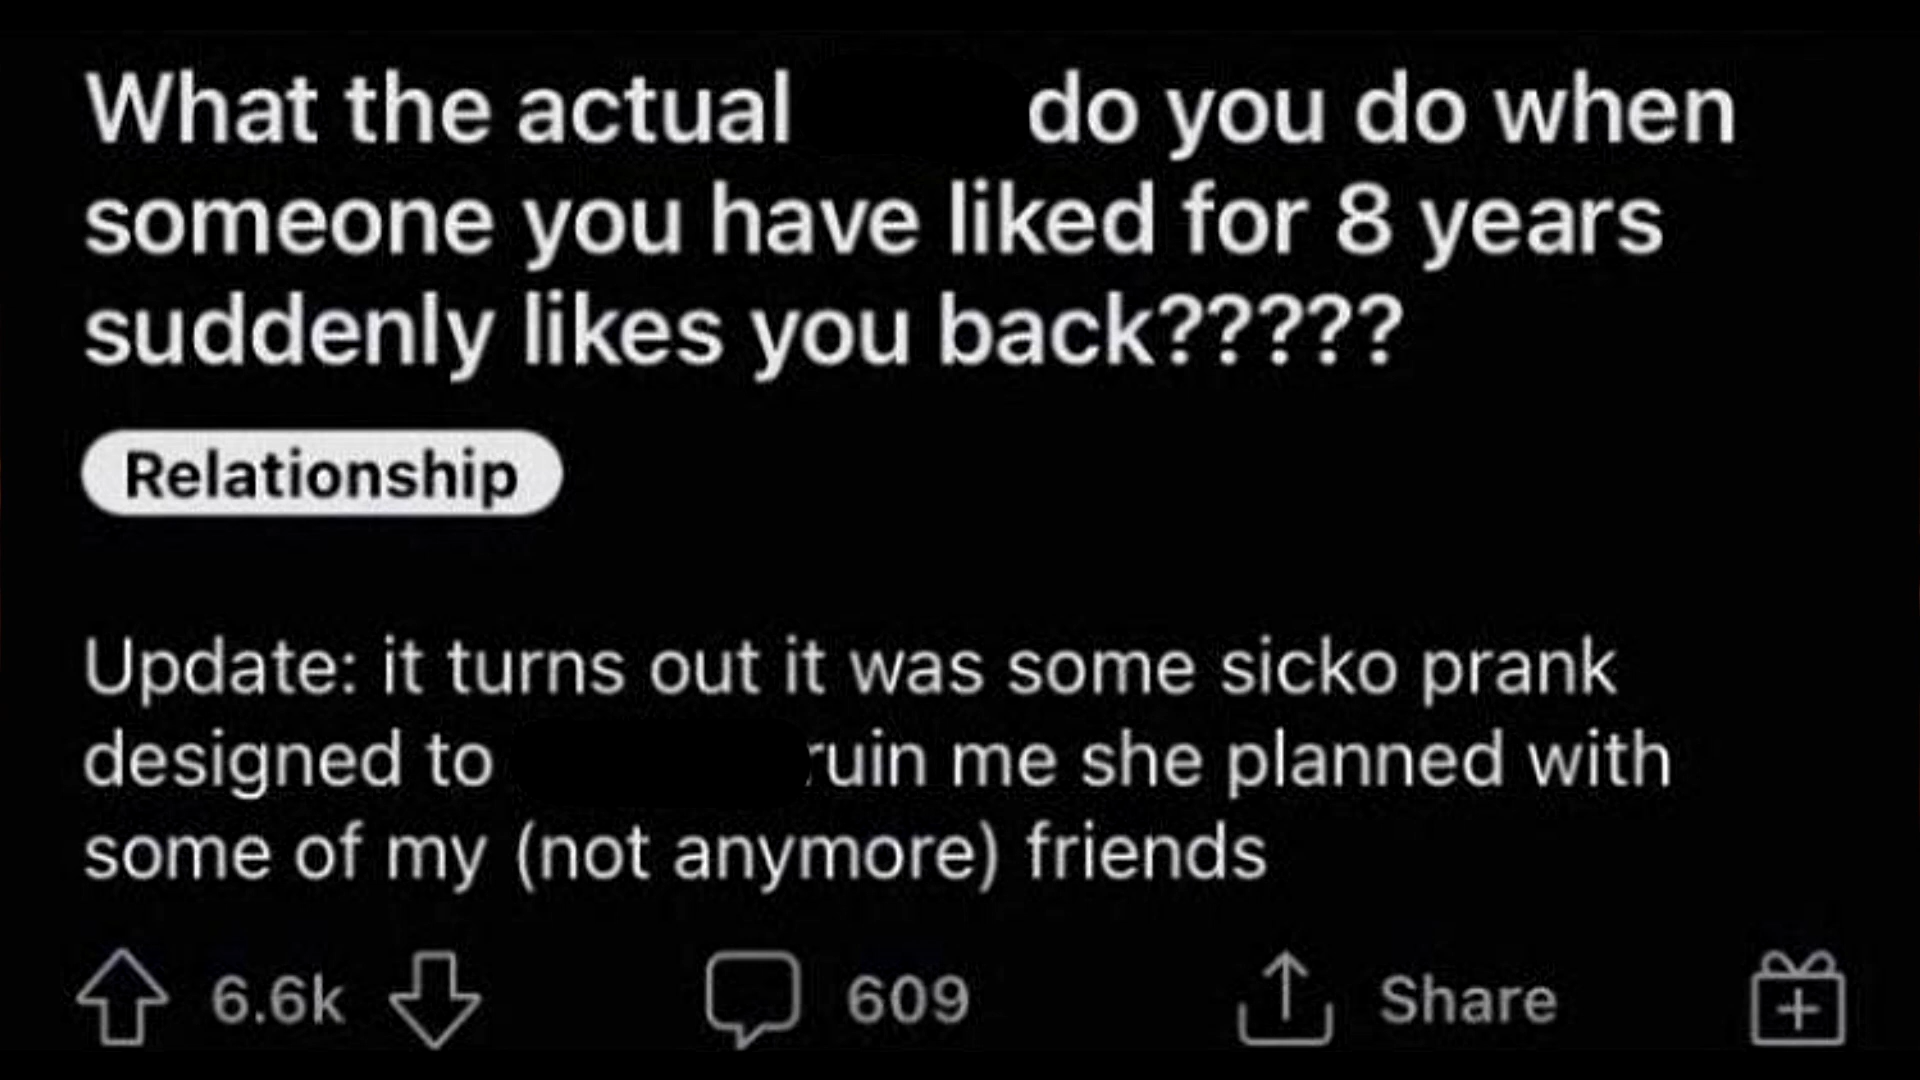 What the actual do you do when
someone you have liked for 8 years
suddenly likes you back?????
Relationship
Update: it turns out it was some sicko prank
designed to ruin me she planned with
some of my (not anymore) friends
6.6k 609 Share